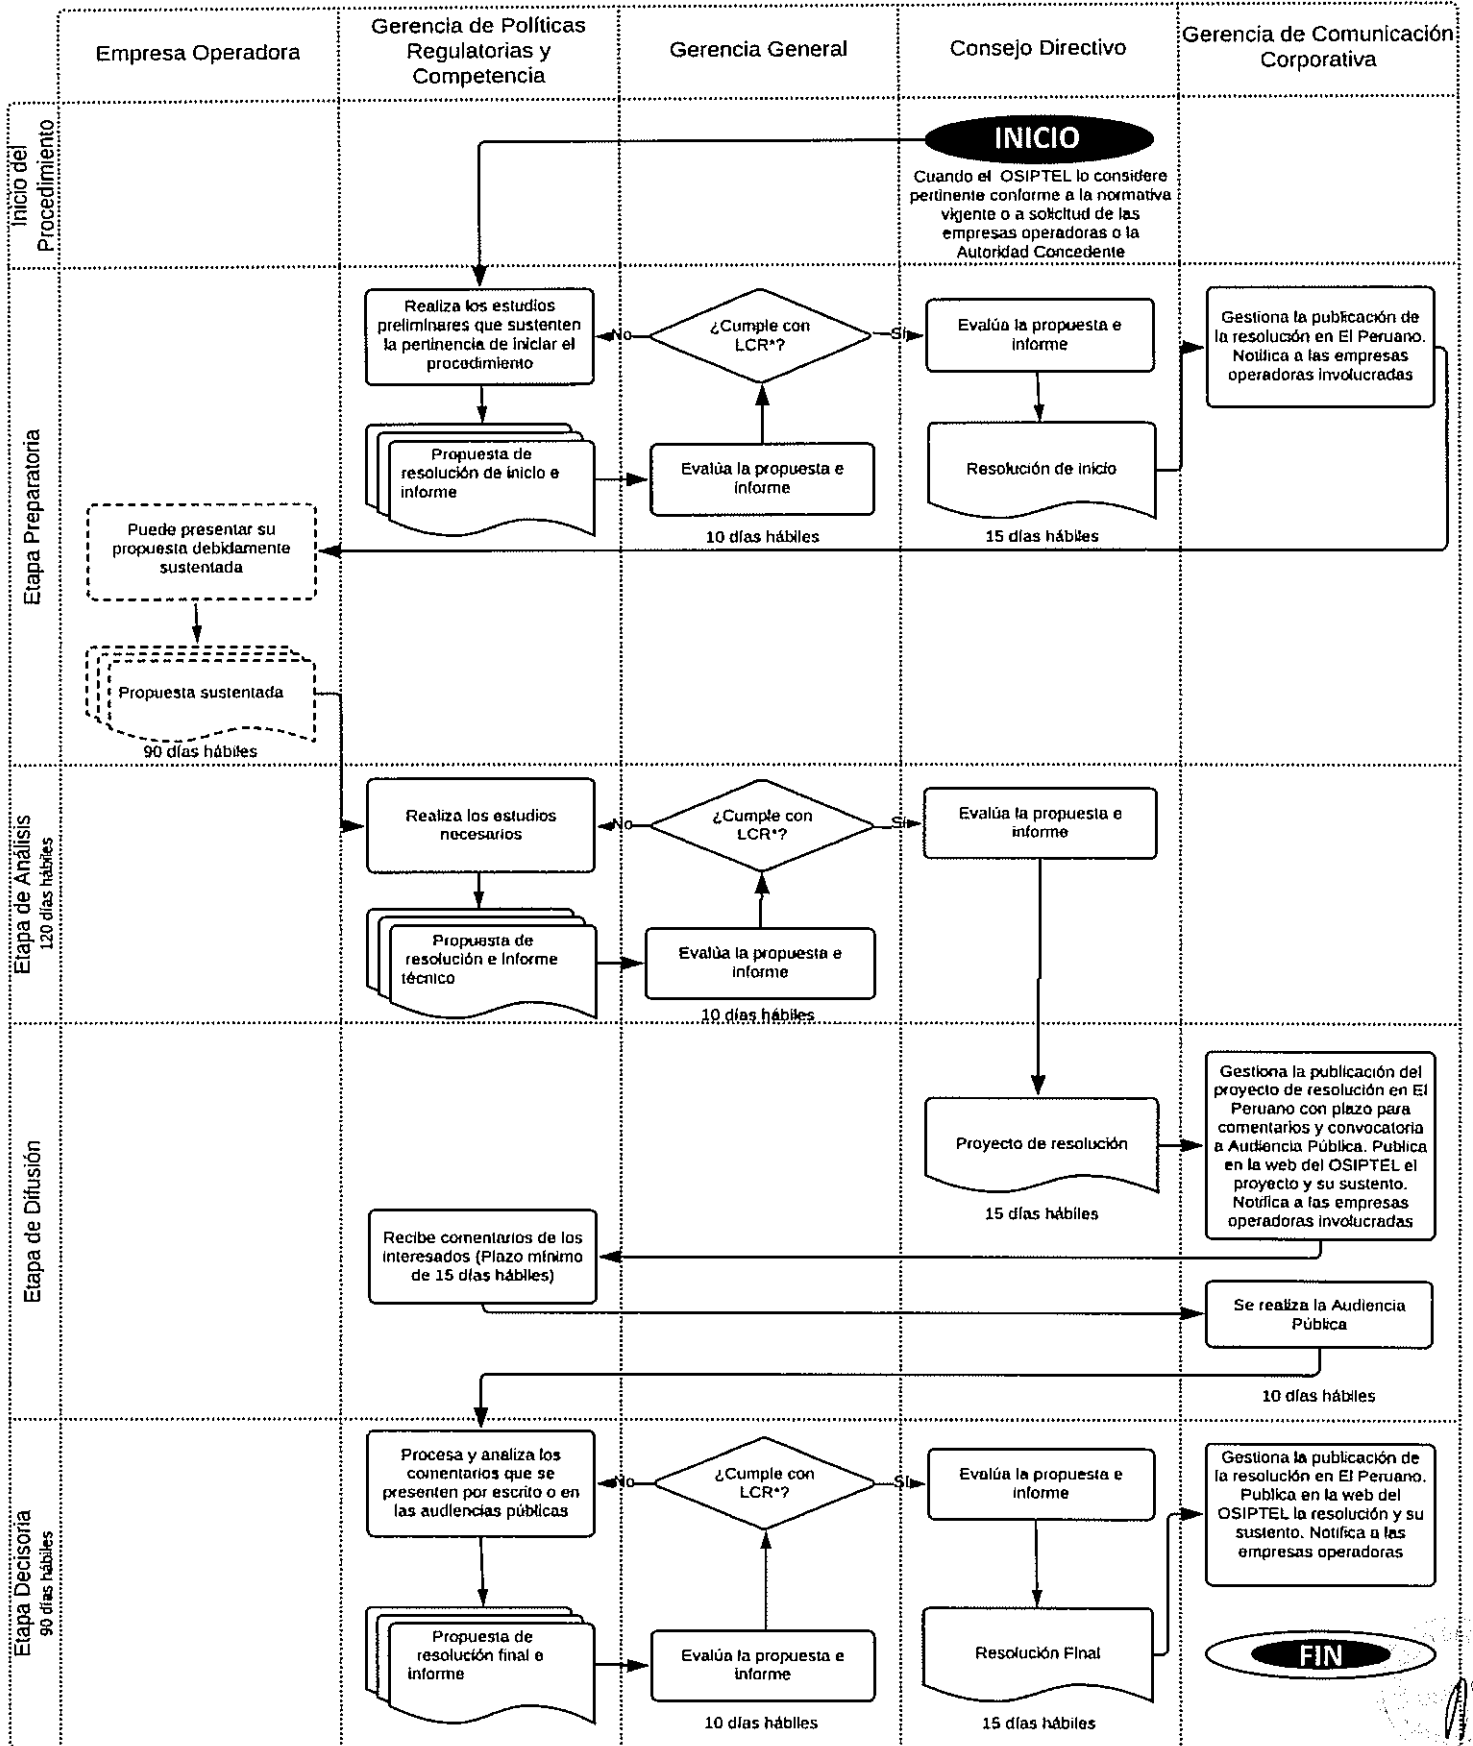 Empresa Operadora
Gerencia de Políticas
Regulatorias y
Competencia
Gerencia General
Consejo Directivo
Gerencia de Comunicación
Corporativa
Inicio del
Procedimiento
INICIO
Cuando el OSIPTEL lo considere
pertinente conforme a la normativa
vigente o a solicitud de las
empresas operadoras o la
Autoridad Concedente
Etapa Preparatoria
Realiza los estudios
preliminares que sustenten
la pertinencia de iniciar el
procedimiento
No
¿Cumple con
LCR*?
Sí
Evalúa la propuesta e
informe
Gestiona la publicación de
la resolución en El Peruano.
Notifica a las empresas
operadoras involucradas
Propuesta de
resolución de inicio e
informe
Evalúa la propuesta e
informe
10 días hábiles
Resolución de inicio
15 días hábiles
Puede presentar su
propuesta debidamente
sustentada
Propuesta sustentada
90 días hábiles
Etapa de Análisis
120 días hábiles
Realiza los estudios
necesarios
No
¿Cumple con
LCR*?
Sí
Evalúa la propuesta e
informe
Propuesta de
resolución e Informe
técnico
Evalúa la propuesta e
informe
10 días hábiles
Etapa de Difusión
Proyecto de resolución
15 días hábiles
Gestiona la publicación del
proyecto de resolución en El
Peruano con plazo para
comentarios y convocatoria
a Audiencia Pública. Publica
en la web del OSIPTEL el
proyecto y su sustento.
Notifica a las empresas
operadoras involucradas
Recibe comentarios de los
interesados (Plazo mínimo
de 15 días hábiles)
Se realiza la Audiencia
Pública
10 días hábiles
Etapa Decisoria
90 días hábiles
Procesa y analiza los
comentarios que se
presenten por escrito o en
las audiencias públicas
No
¿Cumple con
LCR*?
Sí
Evalúa la propuesta e
informe
Gestiona la publicación de
la resolución en El Peruano.
Publica en la web del
OSIPTEL la resolución y su
sustento. Notifica a las
empresas operadoras
Propuesta de
resolución final e
informe
Evalúa la propuesta e
informe
10 días hábiles
Resolución Final
15 días hábiles
FIN